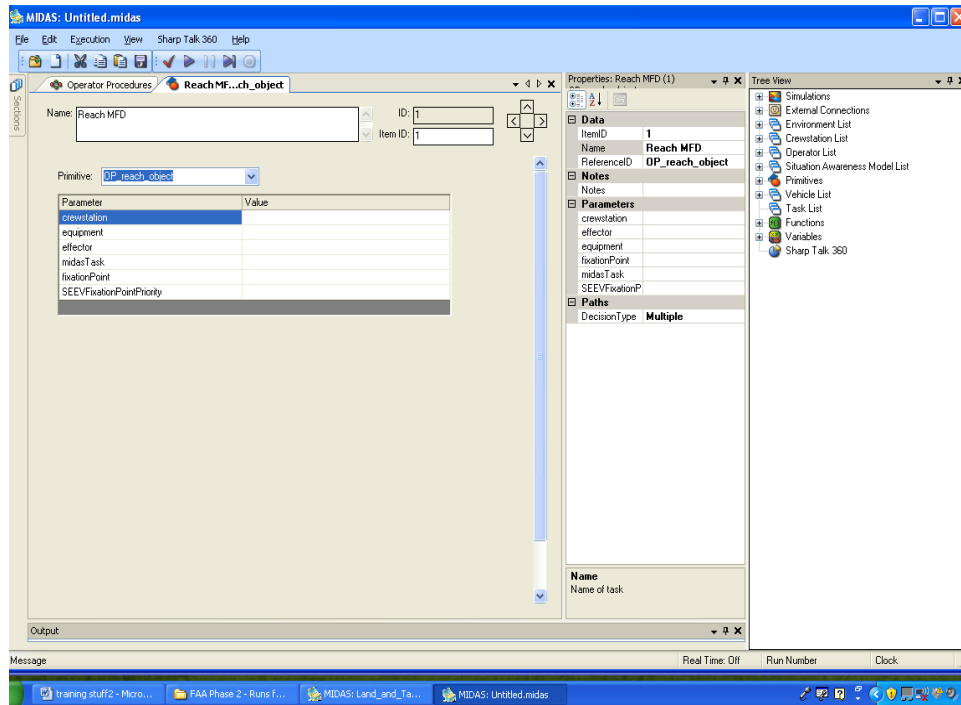 MIDAS: Untitled.midas
File Edit Execution View Sharp Talk 360 Help
Sections
Operator Procedures
Reach MF...ch_object
Name: Reach MFD
ID: 1
Item ID: 1
Primitive: OP_reach_object
Parameter Value
crewstation
equipment
effector
midasTask
fixationPoint
SEEVFixationPointPriority
Properties: Reach MFD (1)
Data
ItemID 1
Name Reach MFD
ReferenceID OP_reach_object
Notes
Notes
Parameters
crewstation
effector
equipment
fixationPoint
midasTask
SEEVFixationP
Paths
DecisionType Multiple
Name
Name of task
Tree View
Simulations
External Connections
Environment List
Crewstation List
Operator List
Situation Awareness Model List
Primitives
Vehicle List
Task List
Functions
Variables
Sharp Talk 360
Output
Message Real Time: Off Run Number Clock
training stuff2 - Micro... FAA Phase 2 - Runs f... MIDAS: Land_and_Ta... MIDAS: Untitled.midas